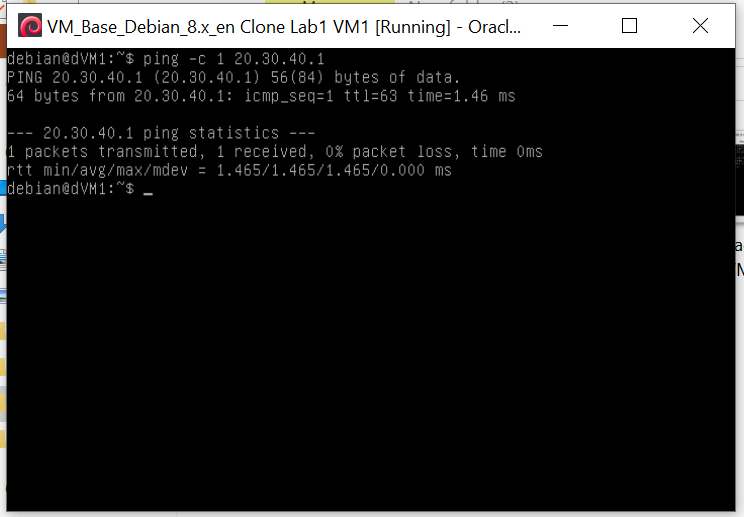 VM_Base_Debian_8.x_en Clone Lab1 VM1 [Running] - Oracl...
debian@dVM1:~$ ping -c 1 20.30.40.1
PING 20.30.40.1 (20.30.40.1) 56(84) bytes of data.
64 bytes from 20.30.40.1: icmp_seq=1 ttl=63 time=1.46 ms
--- 20.30.40.1 ping statistics ---
1 packets transmitted, 1 received, 0% packet loss, time 0ms
rtt min/avg/max/mdev = 1.465/1.465/1.465/0.000 ms
debian@dVM1:~$ _